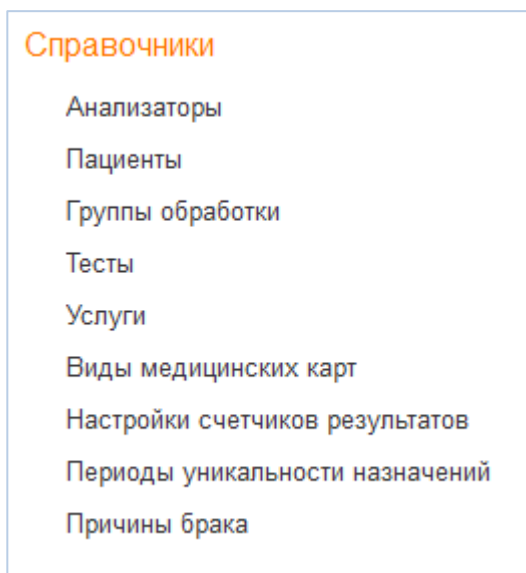 Справочники
Анализаторы
Пациенты
Группы обработки
Тесты
Услуги
Виды медицинских карт
Настройки счетчиков результатов
Периоды уникальности назначений
Причины брака